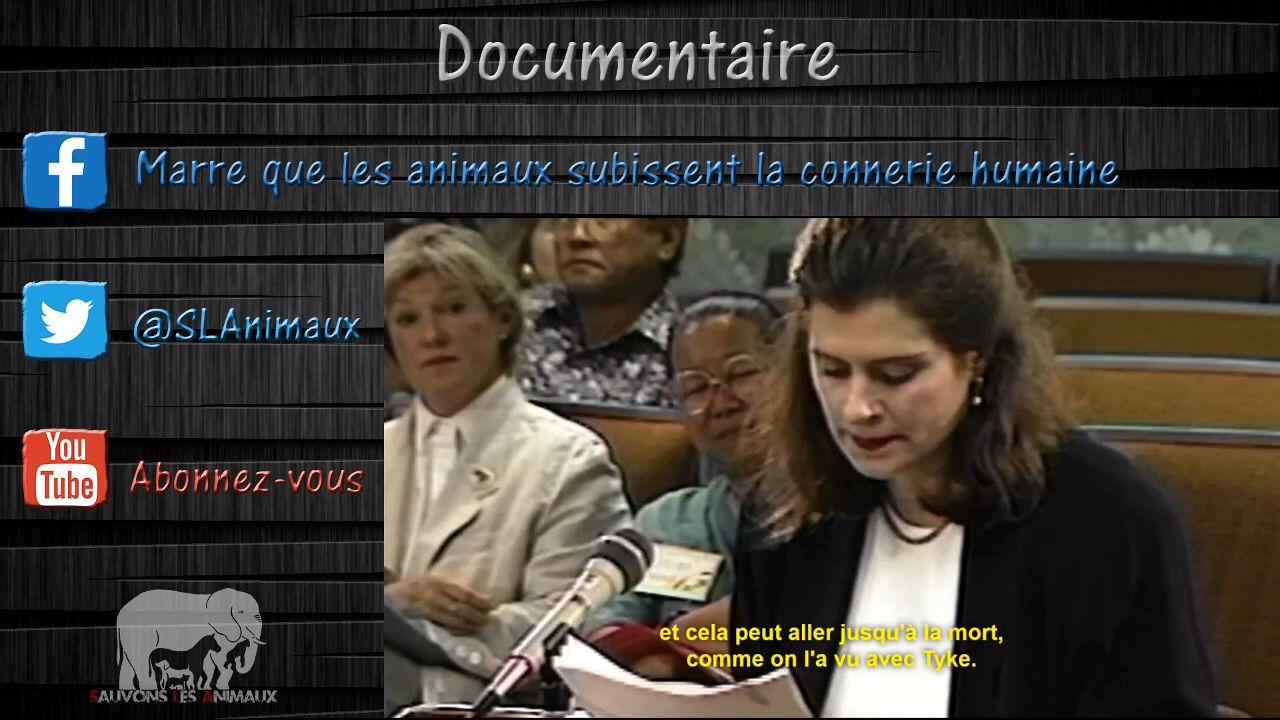 Documentaire
Marre que les animaux subissent la connerie humaine
@SLAnimaux
You
Tube
Abonnez-vous
et cela peut aller jusqu'à la mort,
comme on l'a vu avec Tyke.
SAUVONS LES ANIMAUX